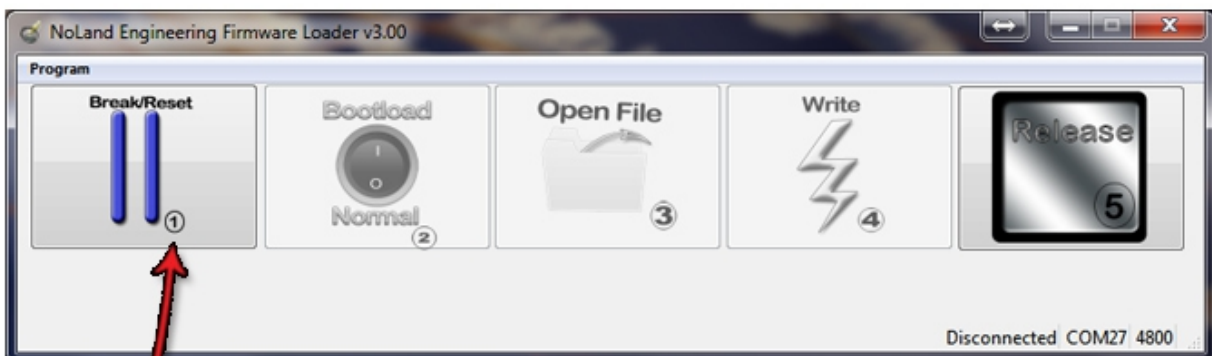 NoLand Engineering Firmware Loader v3.00
Program
Break/Reset
1
Bootload
I
O
Normal
2
Open File
3
Write
4
Release
5
Disconnected COM27 4800